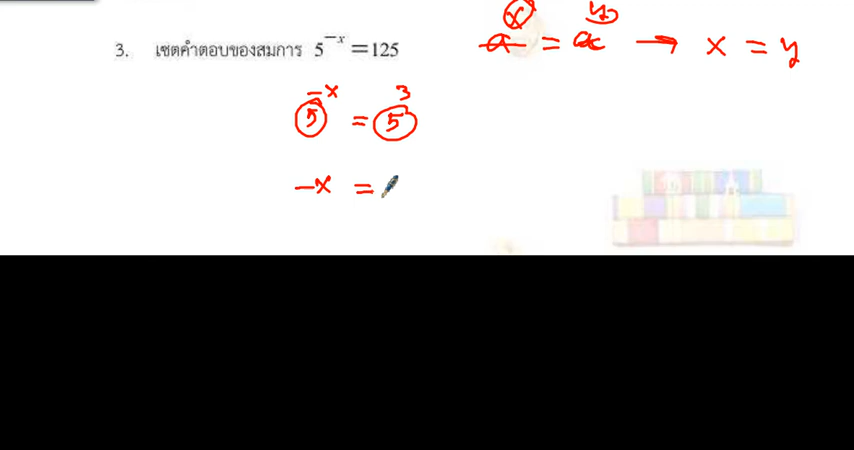 3. เซตคำตอบของสมการ 5^{-x} = 125
a^x = a^y → x = y
5^{-x} = 5^3
-x =